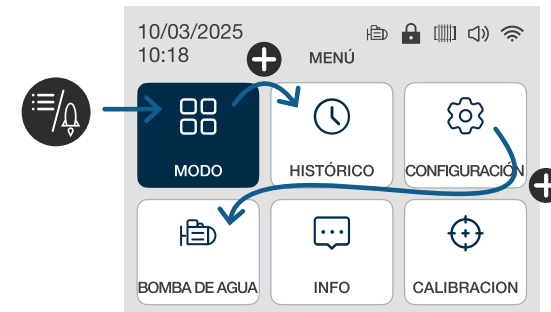 10/03/2025
10:18
MENÚ
MODO
HISTÓRICO
CONFIGURACIÓN
BOMBA DE AGUA
INFO
CALIBRACION